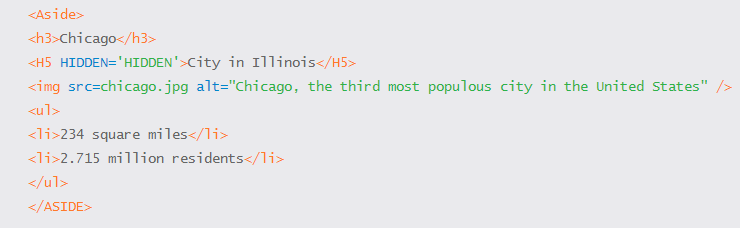 <Aside>
<h3>Chicago</h3>
<H5 HIDDEN='HIDDEN'>City in Illinois</H5>
<img src=chicago.jpg alt="Chicago, the third most populous city in the United States" />
<ul>
<li>234 square miles</li>
<li>2.715 million residents</li>
</ul>
</ASIDE>